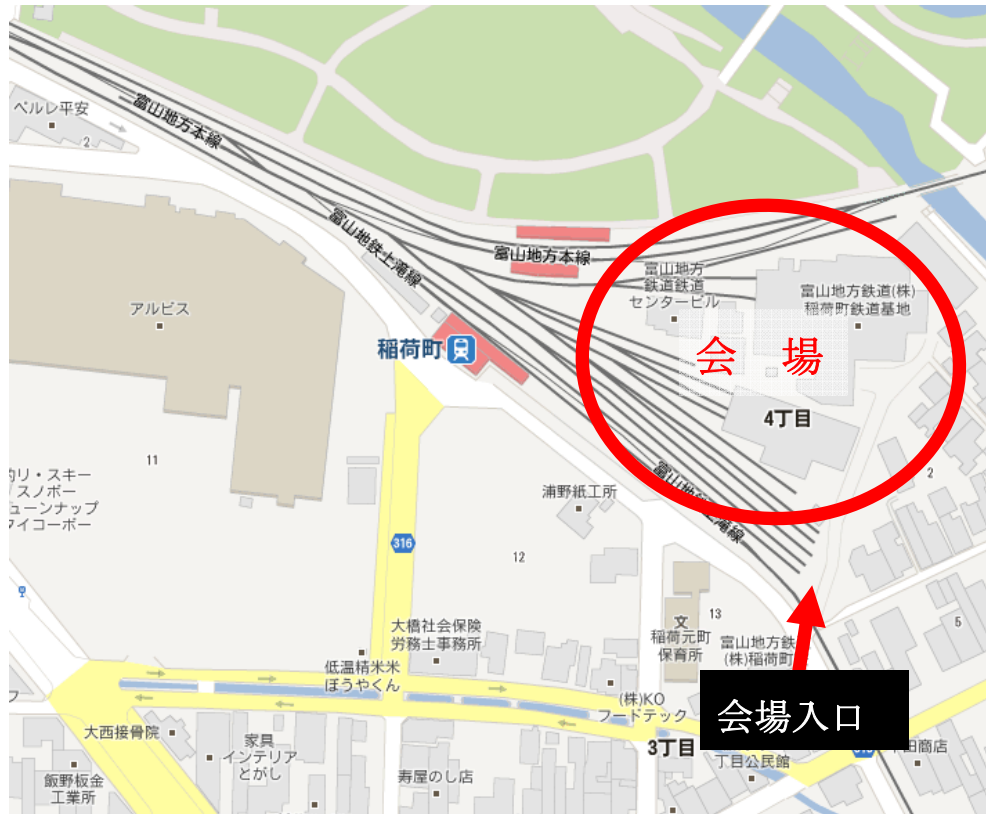 ペルレ平安
2
富山地方本線
富山地鉄上滝線
富山地方本線
富山地方
鉄道鉄道
センタービル
富山地方鉄道(株)
稲荷町鉄道基地
アルビス
稲荷町
会 場
4丁目
11
釣り・スキー
スノボー
チューンナップ
タイコーボー
浦野紙工所
富山地鉄上滝線
2
316
12
文
13
稲荷元町
保育所
5
大橋社会保険
労務士事務所
富山地方鉄
(株)稲荷町
低温精米米
ぼうやくん
(株)KO
フードテック
会場入口
大西接骨院
家具
インテリア
とがし
3丁目
丁目公民館
田商店
飯野板金
工業所
寿屋のし店